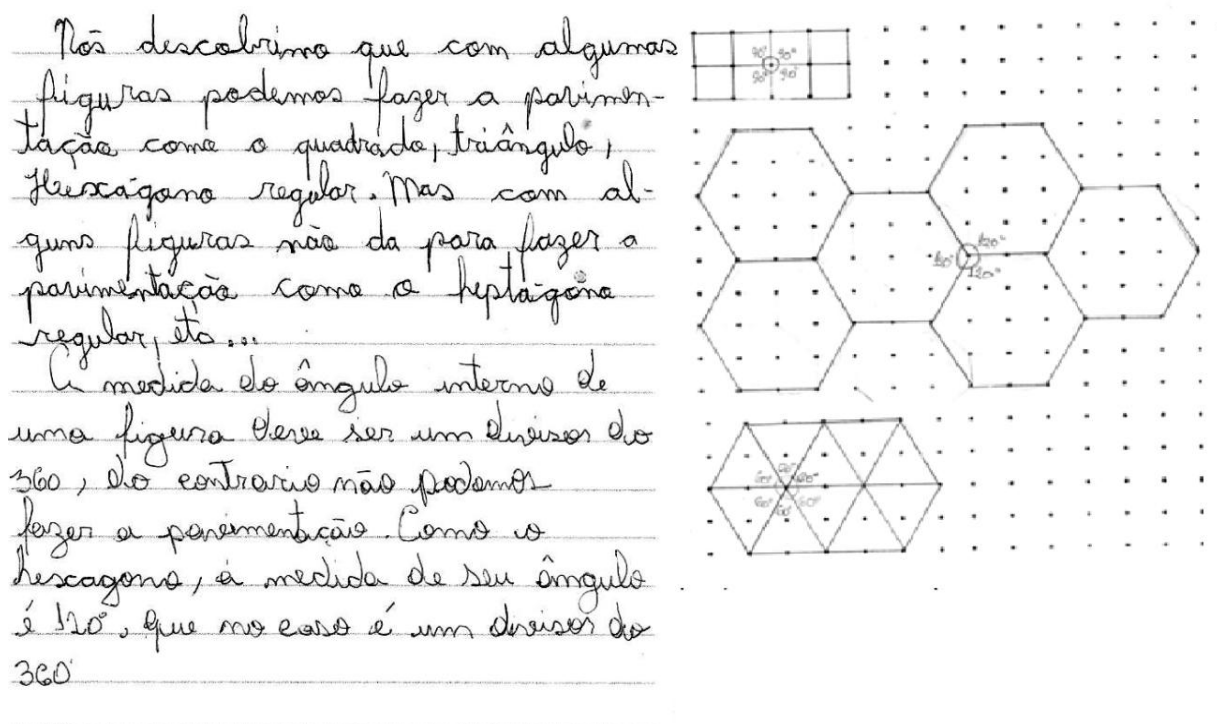 Nós descobrimo que com algumas
figuras podemos fazer a pavimen-
tação como o quadrado, triângulo,
Hexágono regular. Mas com al-
guns figuras não da para fazer a
pavimentação como o heptágono
regular, etc...
A medida do ângulo interno de
uma figura deve ser um divisor do
360, do contrario não podemos
fazer a pavimentação. Como o
hexagono, a medida de seu ângulo
é 120°, que no caso é um divisor do
360
90° 90°
90° 90°
120°
120° 120°
60° 60° 60°
60° 60° 60°